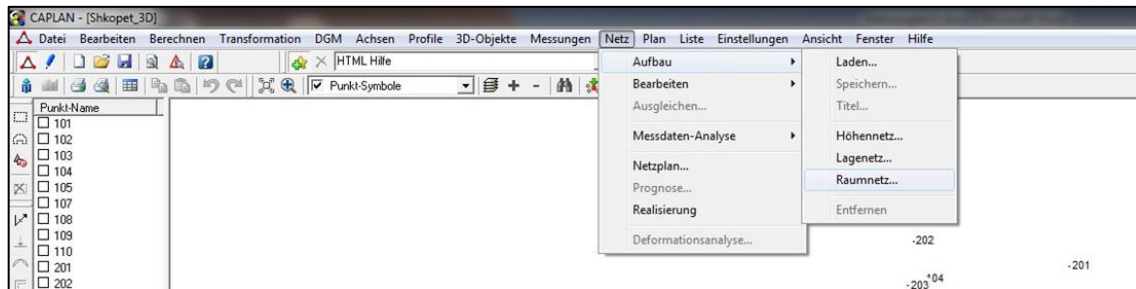 CAPLAN - [Shkopet_3D]
Datei Bearbeiten Berechnen Transformation DGM Achsen Profile 3D-Objekte Messungen Netz Plan Liste Einstellungen Ansicht Fenster Hilfe
HTML Hilfe
Punkt-Symbole
Punkt-Name
101
102
103
104
105
107
108
109
110
201
202
Aufbau
Bearbeiten
Ausgleichen...
Messdaten-Analyse
Netzplan...
Prognose...
Realisierung
Deformationsanalyse...
Laden...
Speichern...
Titel...
Höhennetz...
Lagenetz...
Raumnetz...
Entfernen
202
201
203 04